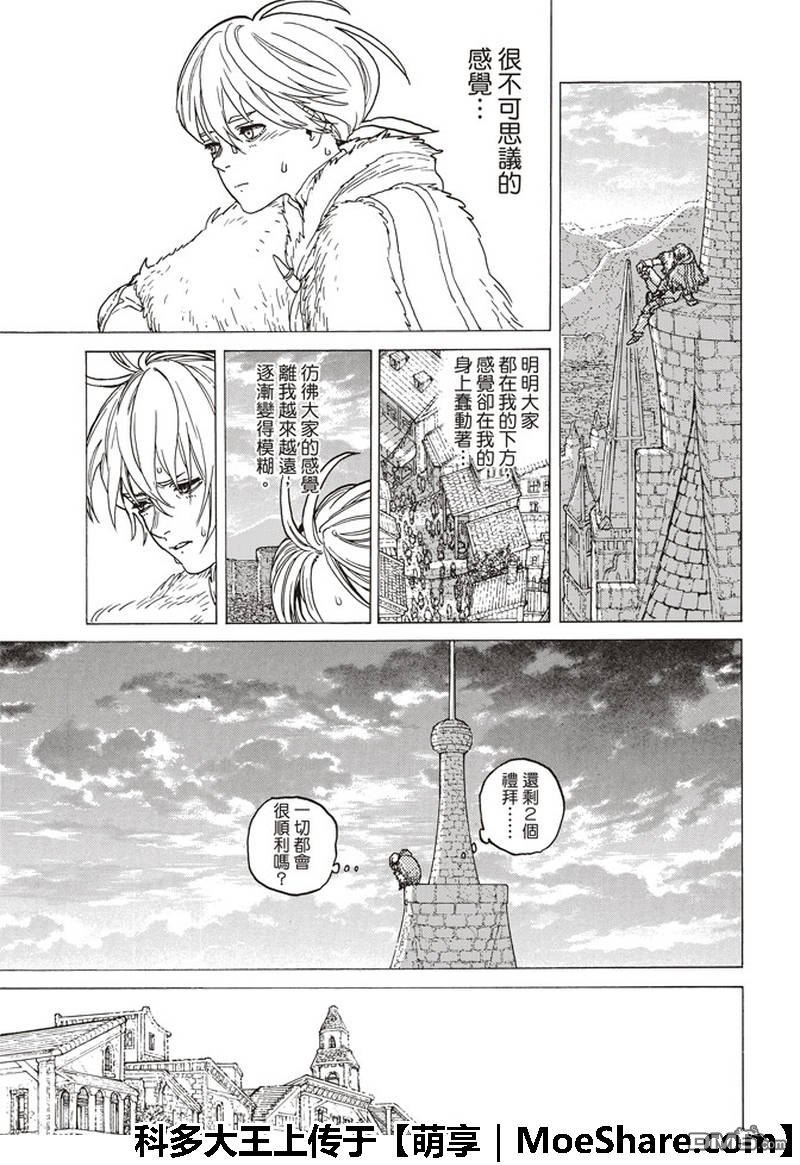 很不可思議的
感覺…
明明大家
都在我的下方，
感覺卻在我的
身上蠢動著…
彷彿大家的感覺
離我越來越遠，
逐漸變得模糊。
還剩2個
禮拜……
一切都會
很順利嗎？
科多大王上传于【萌享｜MoeShare.com】